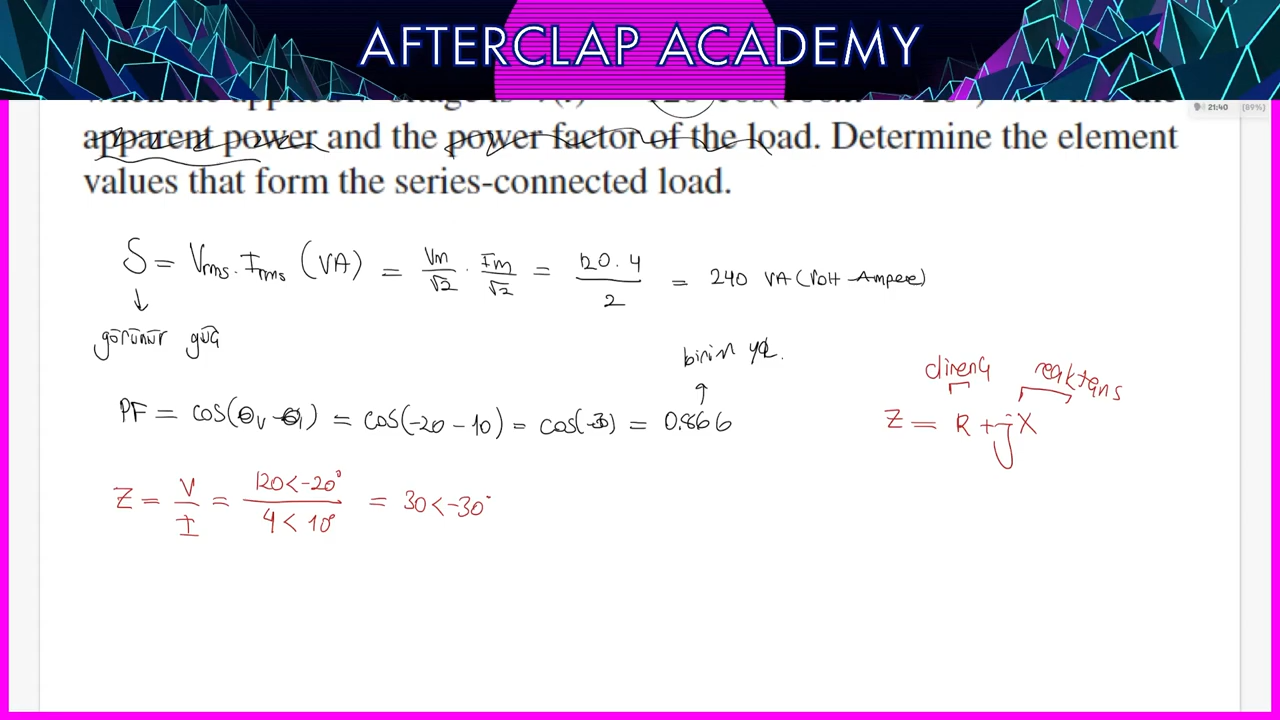 AFTERCLAP ACADEMY
21:40 (89%)
apparent power and the power factor of the load. Determine the element
values that form the series-connected load.
S = Vrms . Irms (VA) = Vm/√2 . Im/√2 = 120.4/2 = 240 VA (Volt-Ampere)
görünür güç
birim yok.
direnç reaktans
PF = cos(θv-θi) = cos(-20-10) = cos(-30) = 0.866
Z = R + jX
Z = V/I = 120<-20°/4<10° = 30<-30°